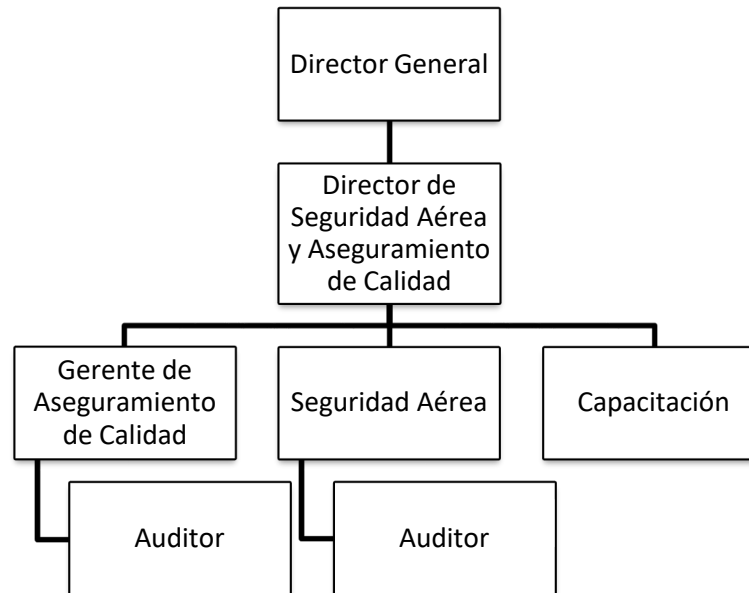 Director General
Director de
Seguridad Aérea
y Aseguramiento
de Calidad
Gerente de
Aseguramiento
de Calidad
Seguridad Aérea
Capacitación
Auditor
Auditor